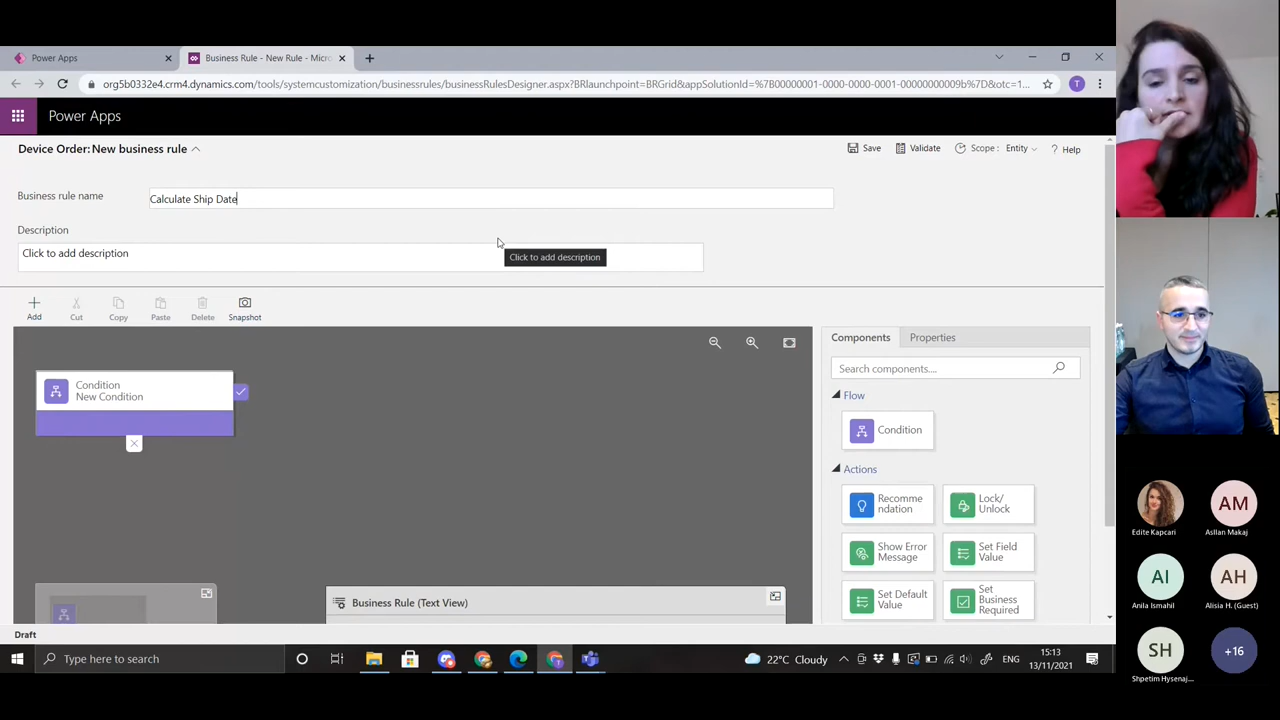 Power Apps
Business Rule - New Rule - Micro
org5b0332e4.crm4.dynamics.com/tools/systemcustomization/businessrules/businessRulesDesigner.aspx?BRlaunchpoint=BRGrid&appSolutionId=%7B00000001-0000-0000-0001-00000000009b%7D&otc=1...
T
Power Apps
Device Order: New business rule
Save
Validate
Scope :
Entity
? Help
Business rule name
Calculate Ship Date
Description
Click to add description
Click to add description
Add
Cut
Copy
Paste
Delete
Snapshot
Condition
New Condition
Components
Properties
Search components....
Flow
Condition
Actions
Recomme
ndation
Lock/
Unlock
Show Error
Message
Set Field
Value
Set Default
Value
Set
Business
Required
Business Rule (Text View)
Draft
Type here to search
22°C Cloudy
ENG
15:13
13/11/2021
Edite Kapcari
AM
Asllan Makaj
AI
Anila Ismahil
AH
Alisia H. (Guest)
SH
Shpetim Hysenaj...
+16